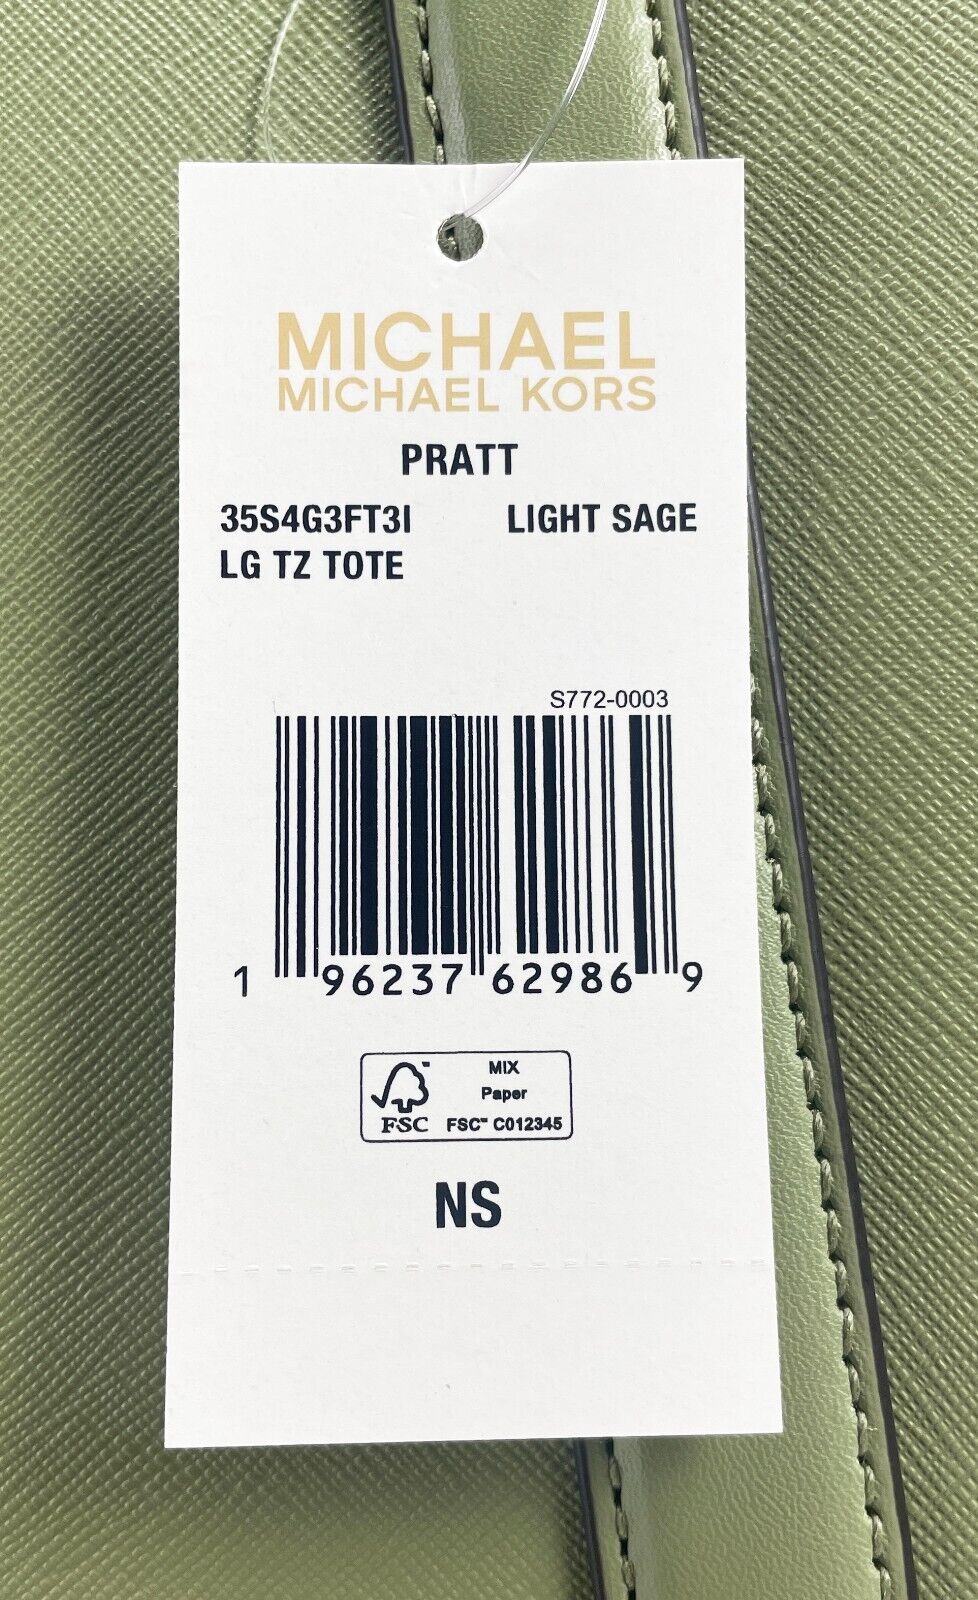 MICHAEL
MICHAEL KORS
PRATT
35S4G3FT3I LIGHT SAGE
LG TZ TOTE
S772-0003
1 96237 62986 9
MIX
Paper
FSC FSC™ C012345
NS